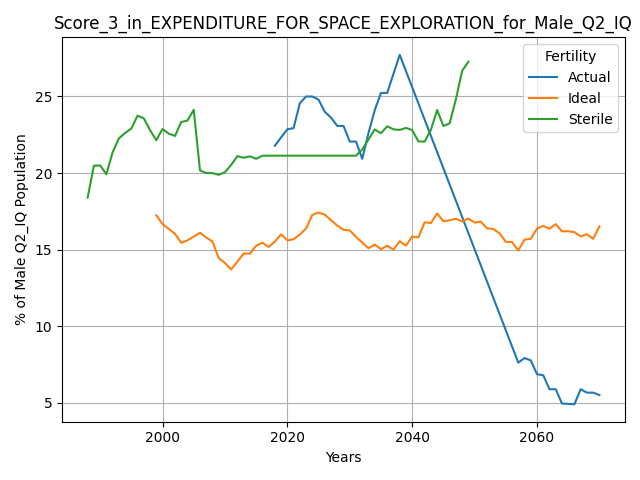 Score_3_in_EXPENDITURE_FOR_SPACE_EXPLORATION_for_Male_Q2_IQ
Fertility
Actual
Ideal
Sterile
% of Male Q2_IQ Population
25
20
15
10
5
2000 2020 2040 2060
Years